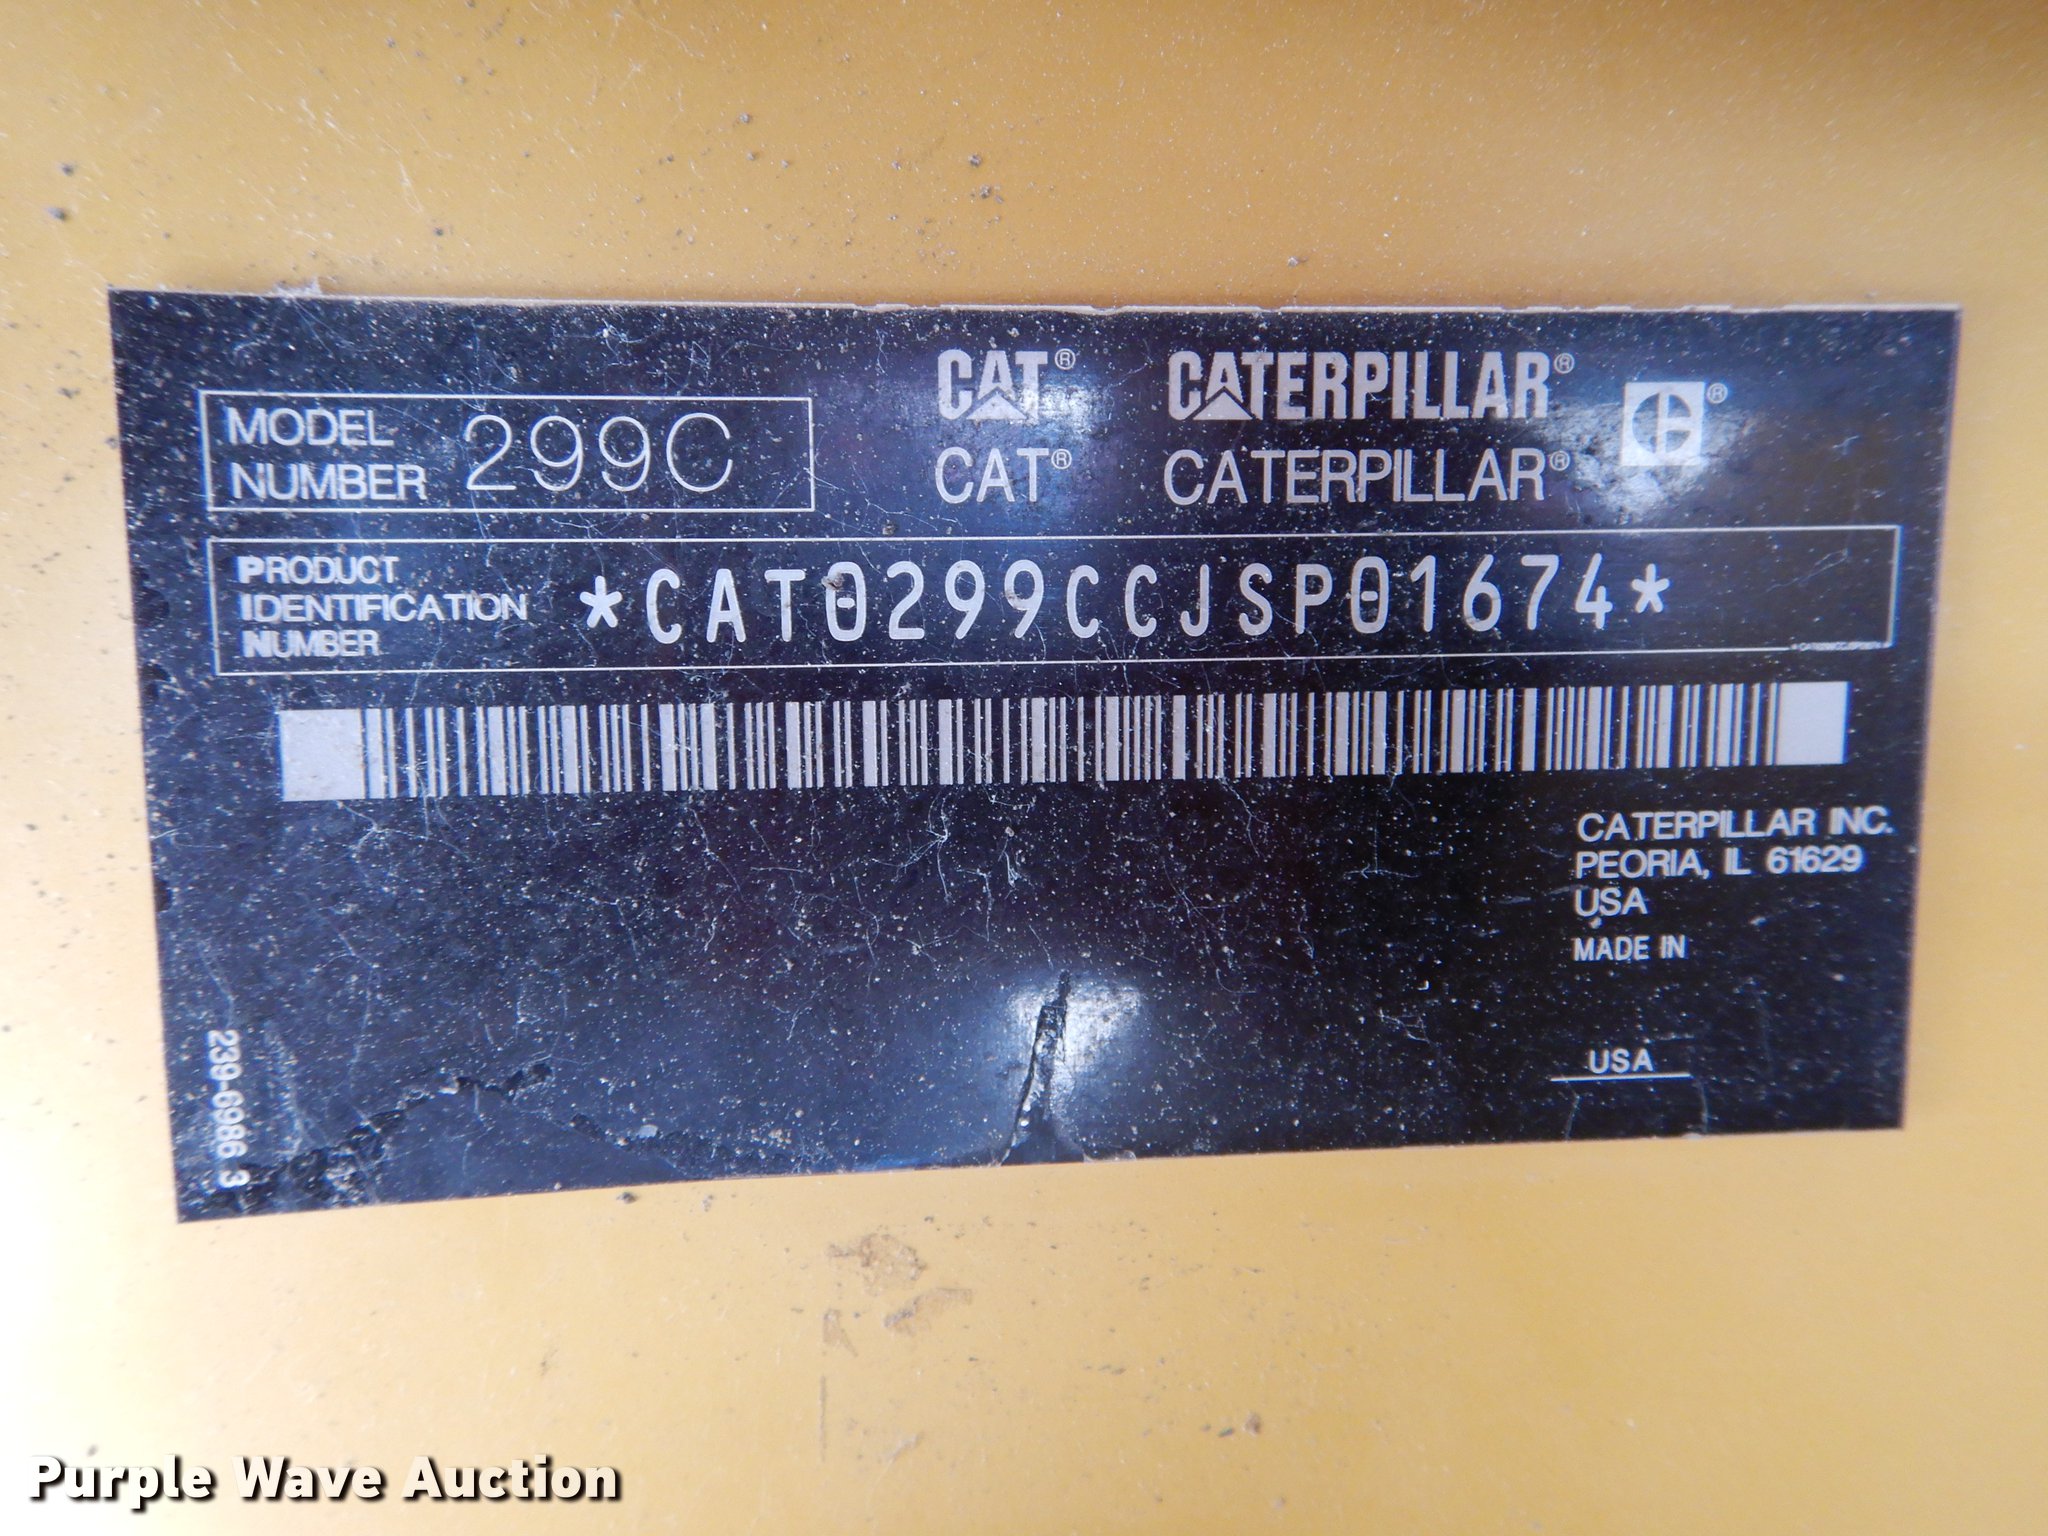 CAT® CATERPILLAR® ®
CAT® CATERPILLAR®
MODEL
NUMBER 299C
PRODUCT
IDENTIFICATION
NUMBER
*CAT0299CCJSP01674*
CATERPILLAR INC.
PEORIA, IL 61629
USA
MADE IN
USA
239-6986 3
Purple Wave Auction